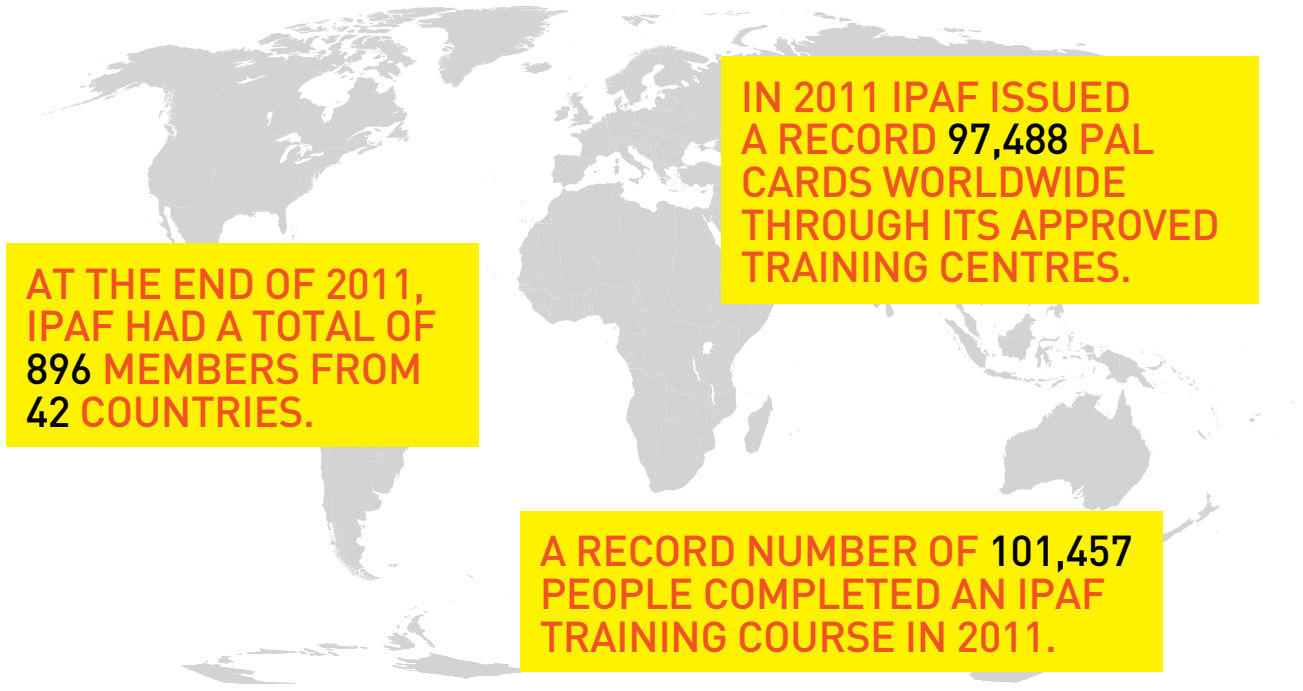 IN 2011 IPAF ISSUED
A RECORD 97,488 PAL
CARDS WORLDWIDE
THROUGH ITS APPROVED
TRAINING CENTRES.
AT THE END OF 2011,
IPAF HAD A TOTAL OF
896 MEMBERS FROM
42 COUNTRIES.
A RECORD NUMBER OF 101,457
PEOPLE COMPLETED AN IPAF
TRAINING COURSE IN 2011.